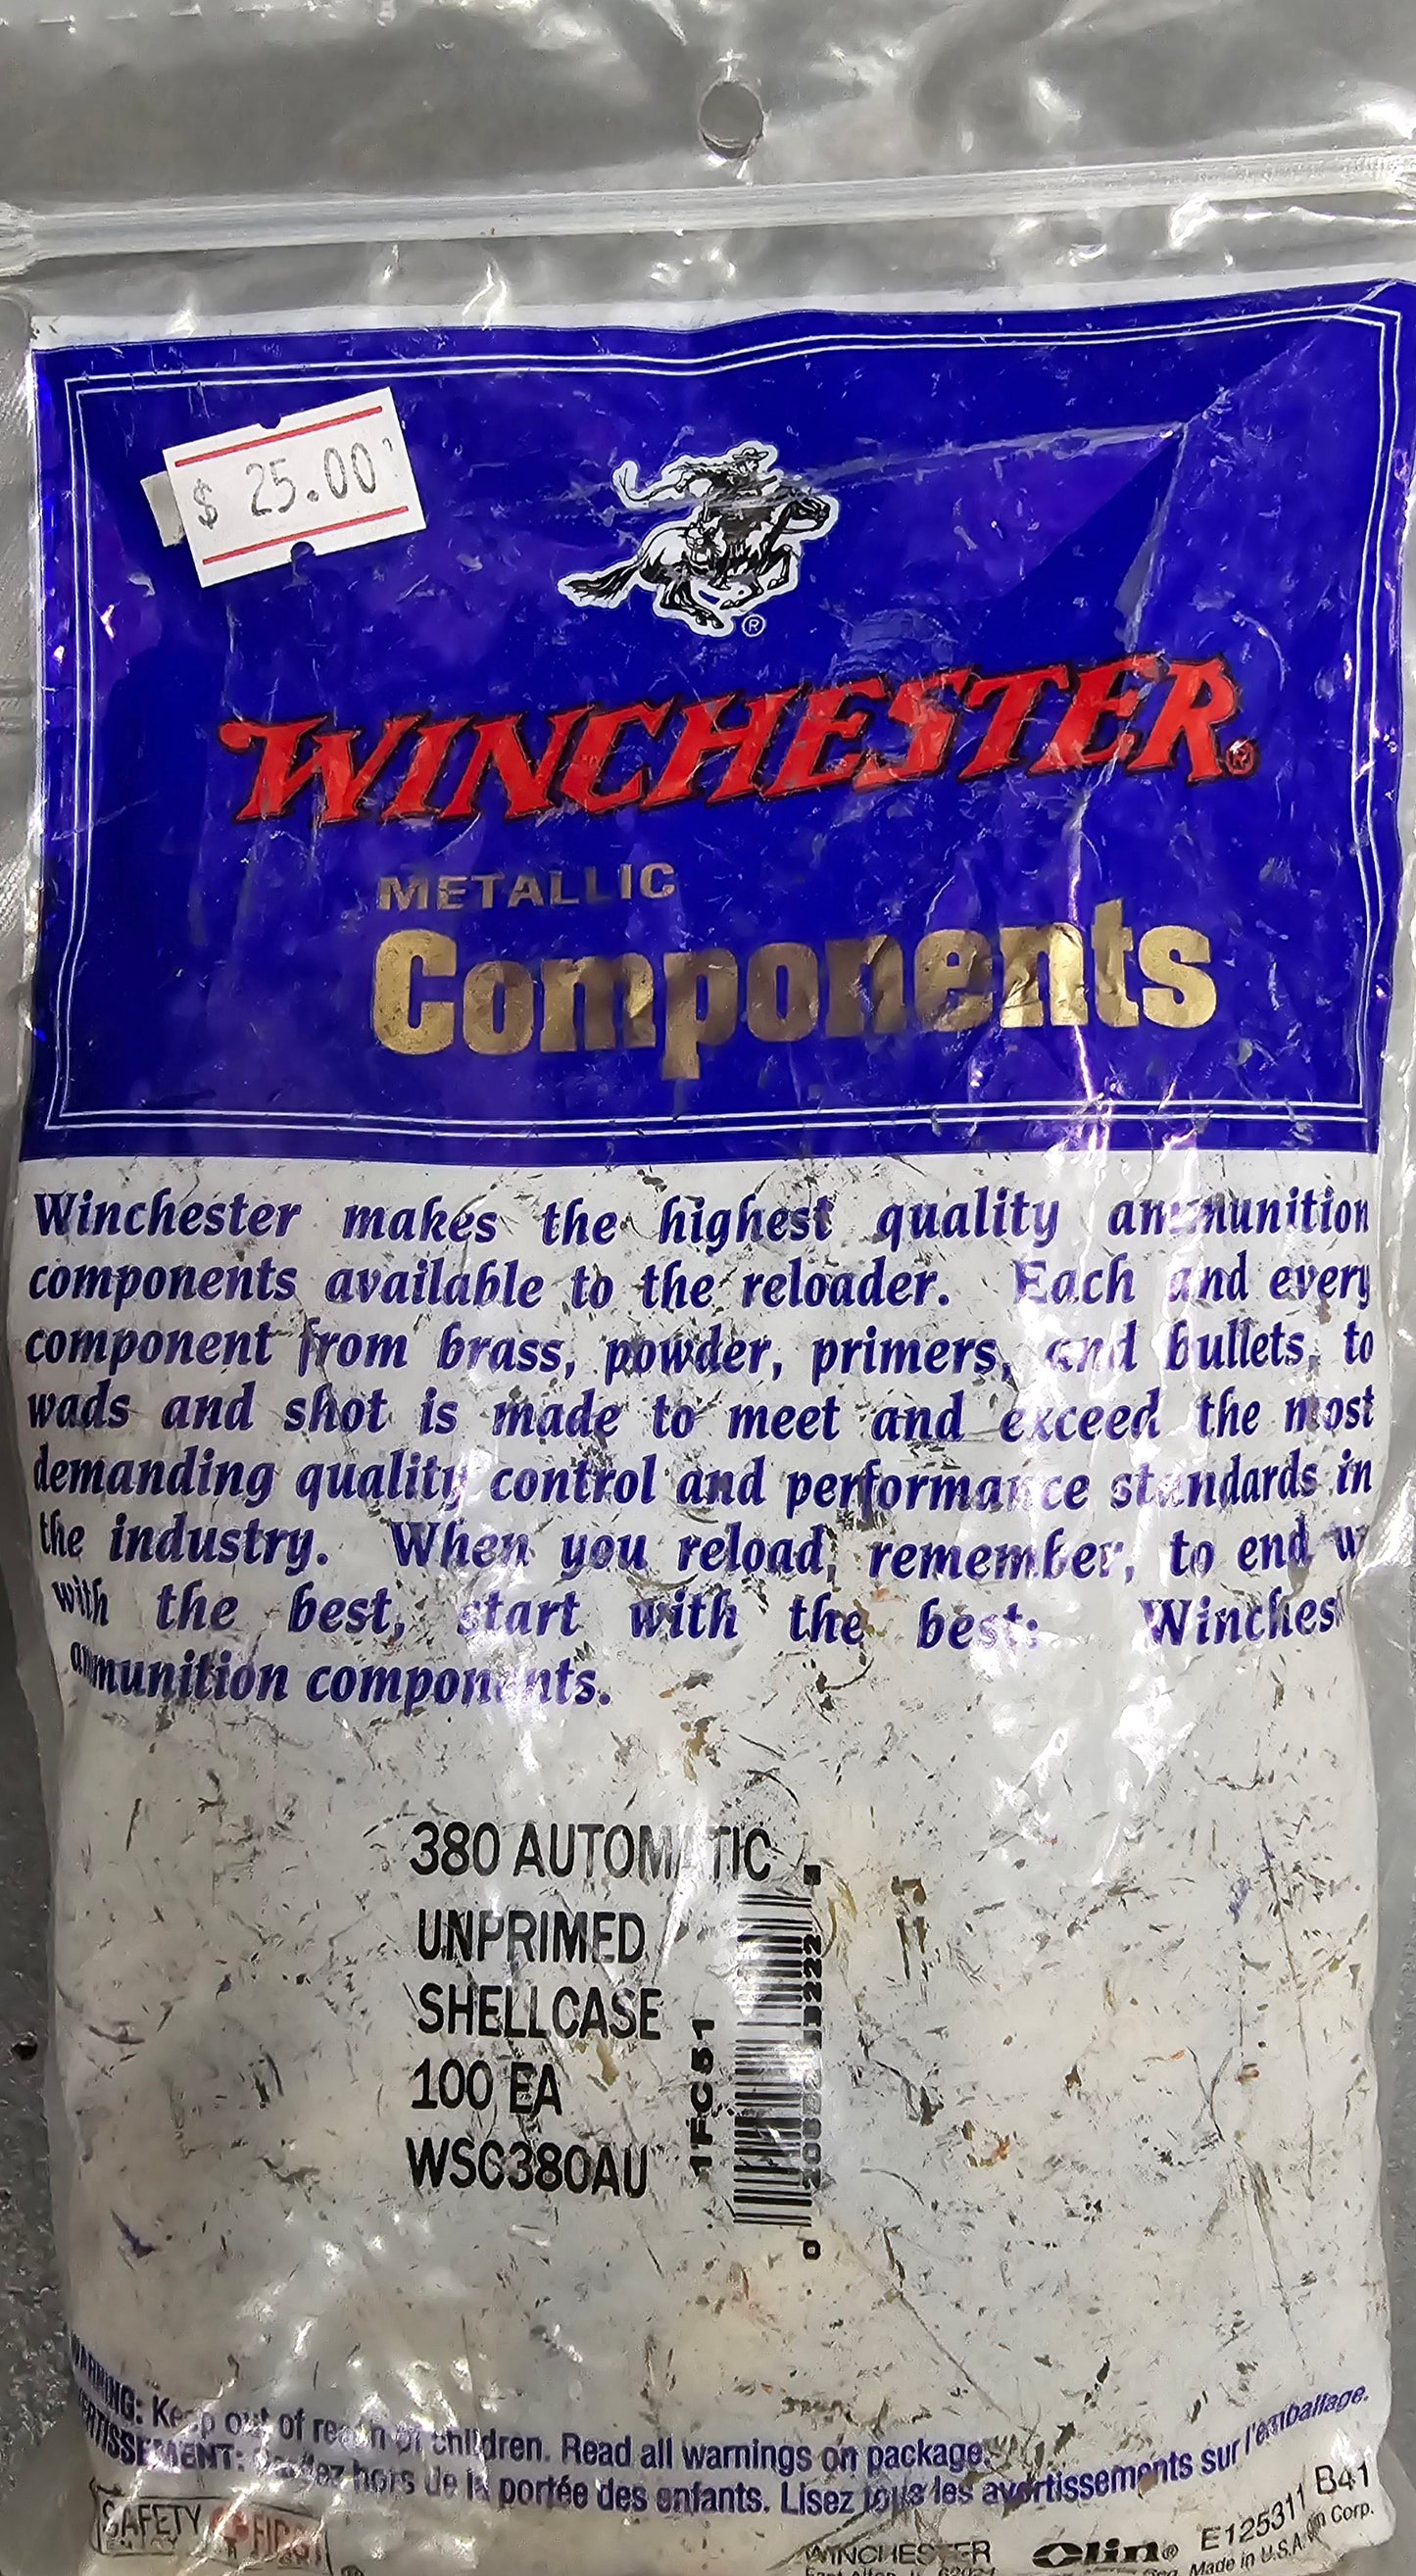 $ 25.00
®
WINCHESTER®
METALLIC
Components
Winchester makes the highest quality ammunition
components available to the reloader. Each and every
component from brass, powder, primers, and bullets, to
wads and shot is made to meet and exceed the most
demanding quality control and performance standards in
the industry. When you reload, remember, to end
with the best, start with the best:
ammunition components.
380 AUTOMATIC
UNPRIMED
SHELLCASE
100 EA
WSC380AU
1FC51
WARNING: Keep out of reach of children. Read all warnings on package.
hors de la portée des enfants. Lisez tous les avertissements sur l'emballage.
SAFETY FIRST
WINCHESTER
Olin® E125311 B41
Made in U.S.A. Corp.